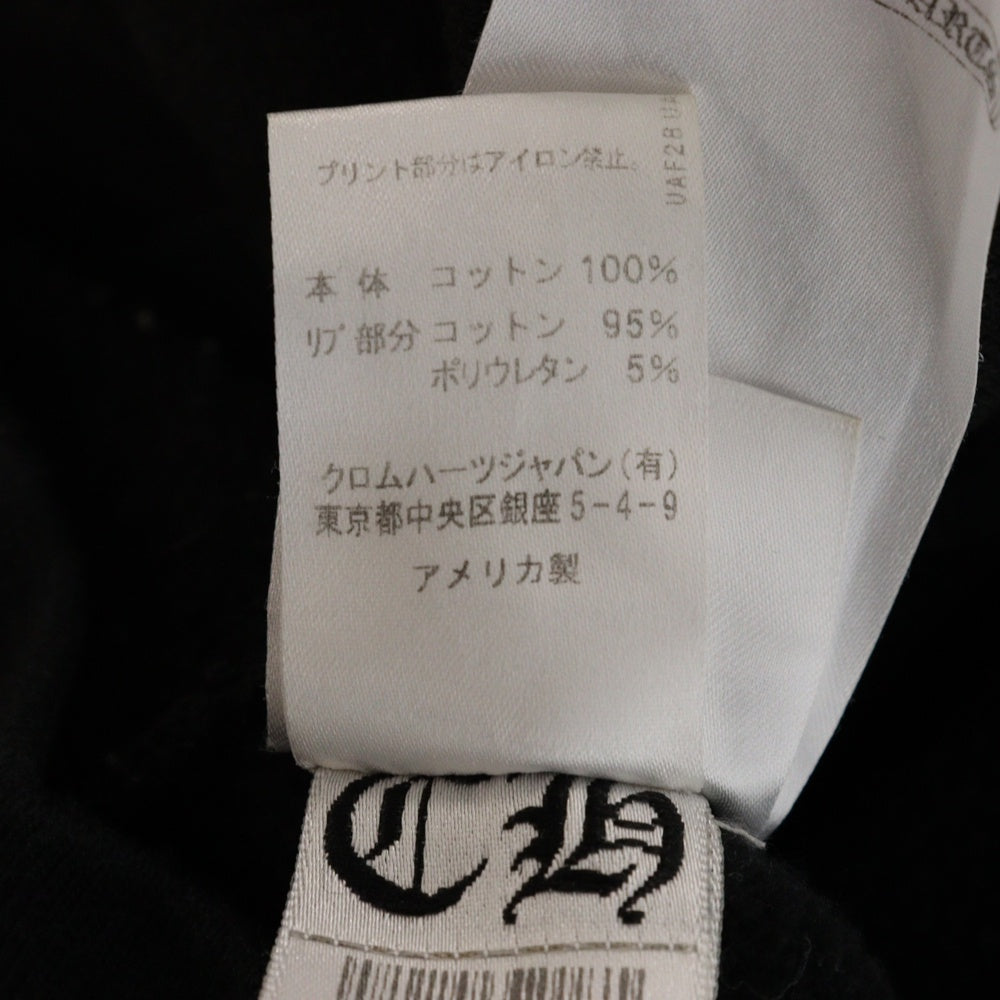 プリント部分はアイロン禁止。
UAF28 UA
本体 コットン 100%
リブ部分 コットン 95%
ポリウレタン 5%
クロムハーツジャパン(有)
東京都中央区銀座5-4-9
アメリカ製
CH